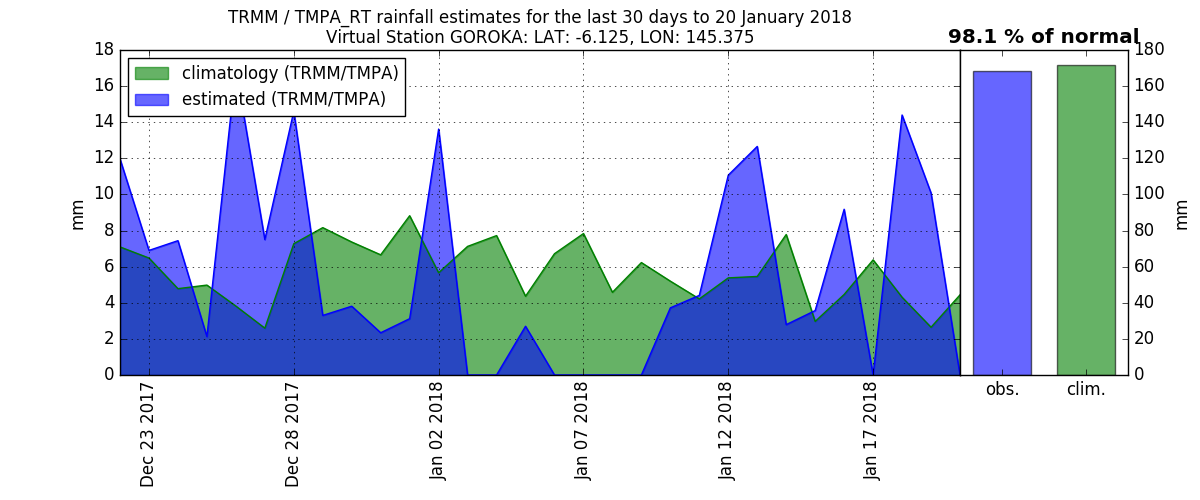 TRMM / TMPA_RT rainfall estimates for the last 30 days to 20 January 2018
Virtual Station GOROKA: LAT: -6.125, LON: 145.375
98.1 % of normal
climatology (TRMM/TMPA)
estimated (TRMM/TMPA)
mm
18
16
14
12
10
8
6
4
2
0
Dec 23 2017
Dec 28 2017
Jan 02 2018
Jan 07 2018
Jan 12 2018
Jan 17 2018
obs.
clim.
180
160
140
120
100
80
60
40
20
0
mm